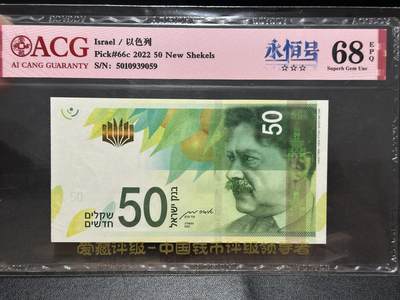 ACG
AI CANG GUARANTY
Israel / 以色列
Pick#66c 2022 50 New Shekels
S/N: 5010939059
永恒号
☆☆☆
68 EPQ
Superb Gem Unc
50
50
50
שקלים
חדשים
בנק ישראל
爱藏评级-中国钱币评级领导者